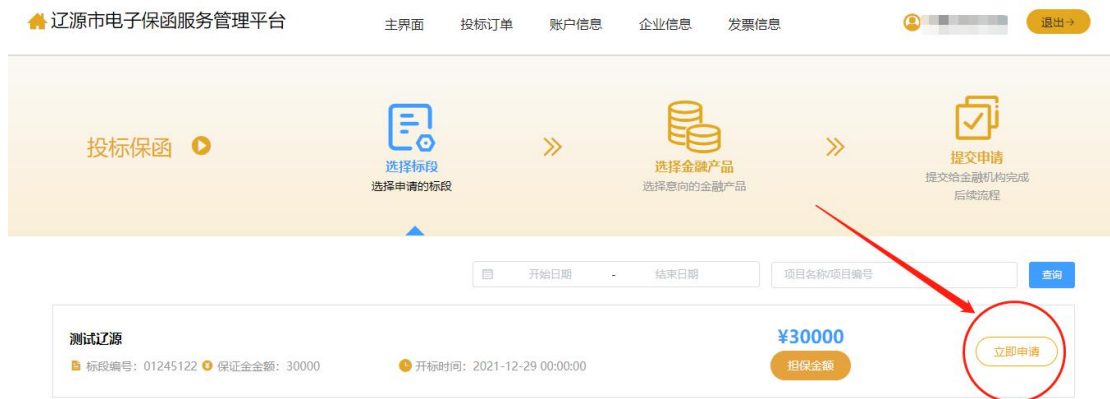 辽源市电子保函服务管理平台 主界面 投标订单 账户信息 企业信息 发票信息 退出→
投标保函
选择标段 选择金融产品 提交申请
选择申请的标段 选择意向的金融产品 提交给金融机构完成
后续流程
开始日期 - 结束日期 项目名称/项目编号 查询
测试辽源 ¥30000
标段编号：01245122 保证金金额：30000 开标时间：2021-12-29 00:00:00 担保金额 立即申请